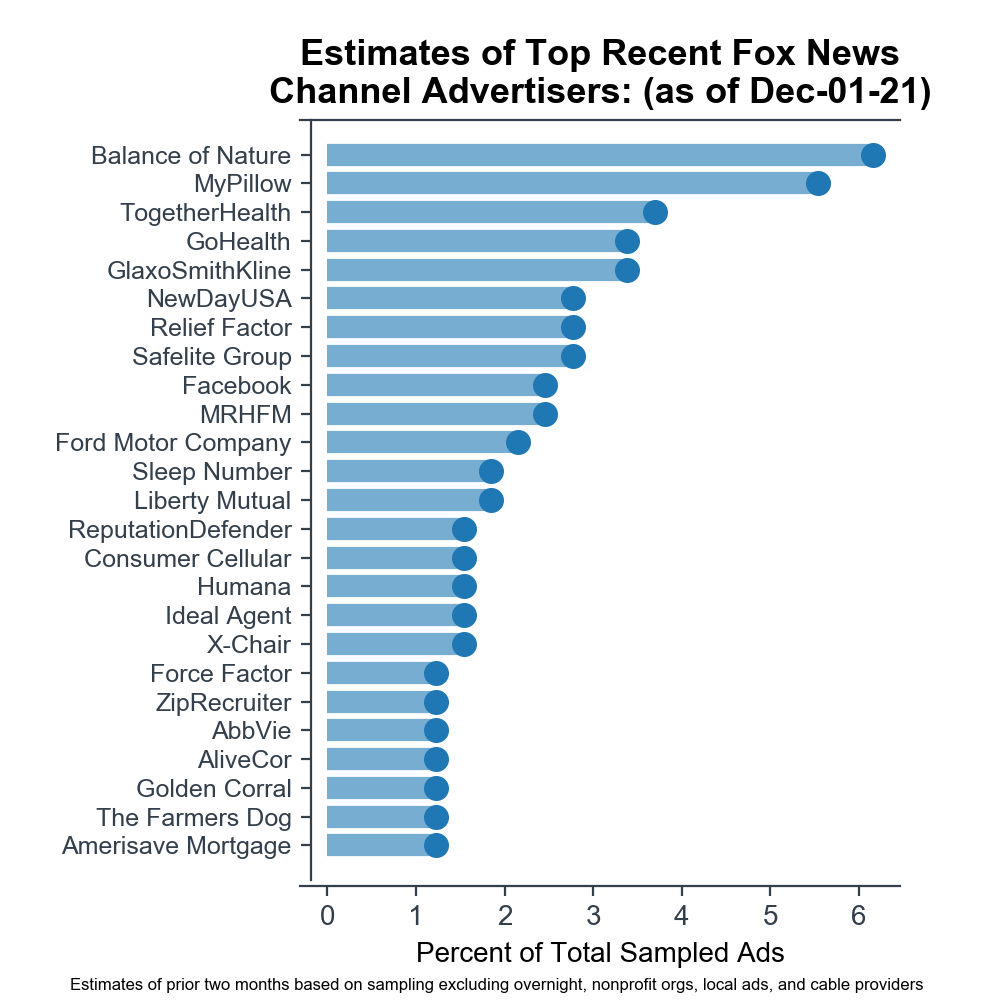 Estimates of Top Recent Fox News
Channel Advertisers: (as of Dec-01-21)
Balance of Nature
MyPillow
TogetherHealth
GoHealth
GlaxoSmithKline
NewDayUSA
Relief Factor
Safelite Group
Facebook
MRHFM
Ford Motor Company
Sleep Number
Liberty Mutual
ReputationDefender
Consumer Cellular
Humana
Ideal Agent
X-Chair
Force Factor
ZipRecruiter
AbbVie
AliveCor
Golden Corral
The Farmers Dog
Amerisave Mortgage
0 1 2 3 4 5 6
Percent of Total Sampled Ads
Estimates of prior two months based on sampling excluding overnight, nonprofit orgs, local ads, and cable providers